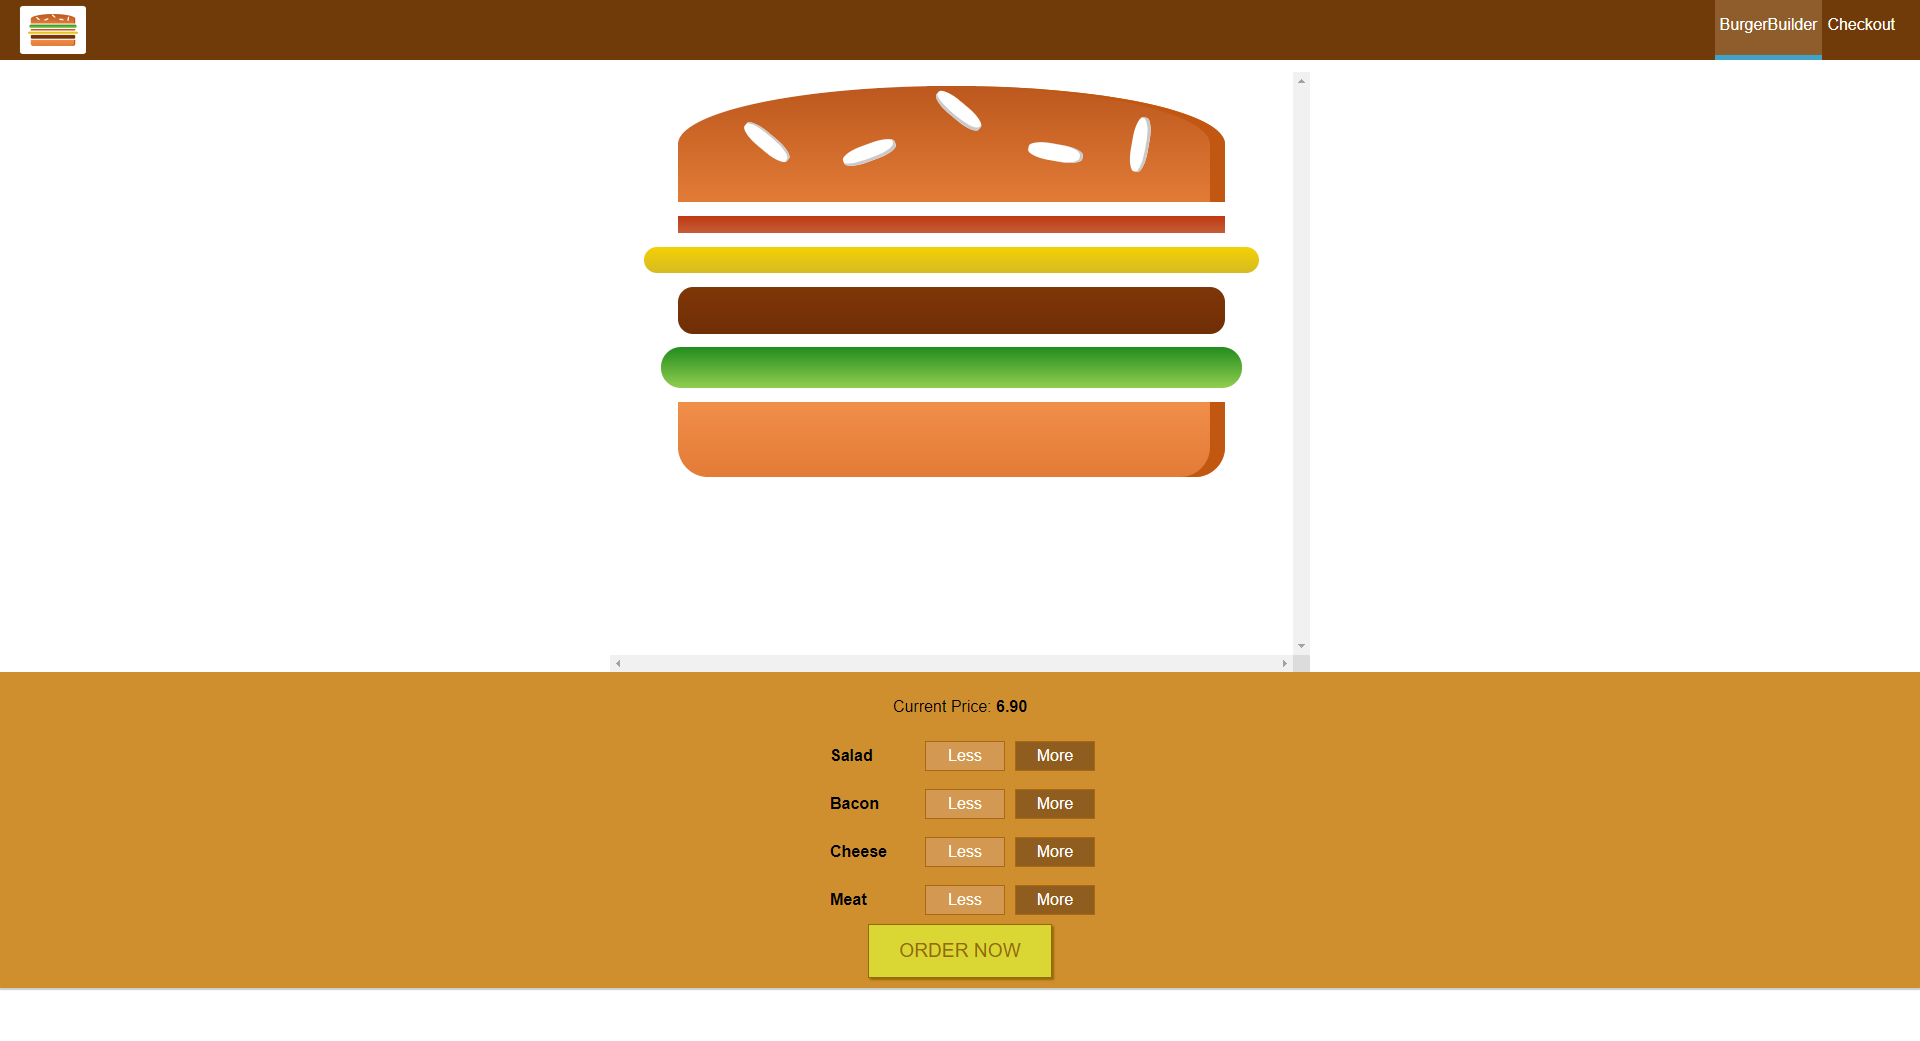 BurgerBuilder Checkout
Current Price: 6.90
Salad Less More
Bacon Less More
Cheese Less More
Meat Less More
ORDER NOW